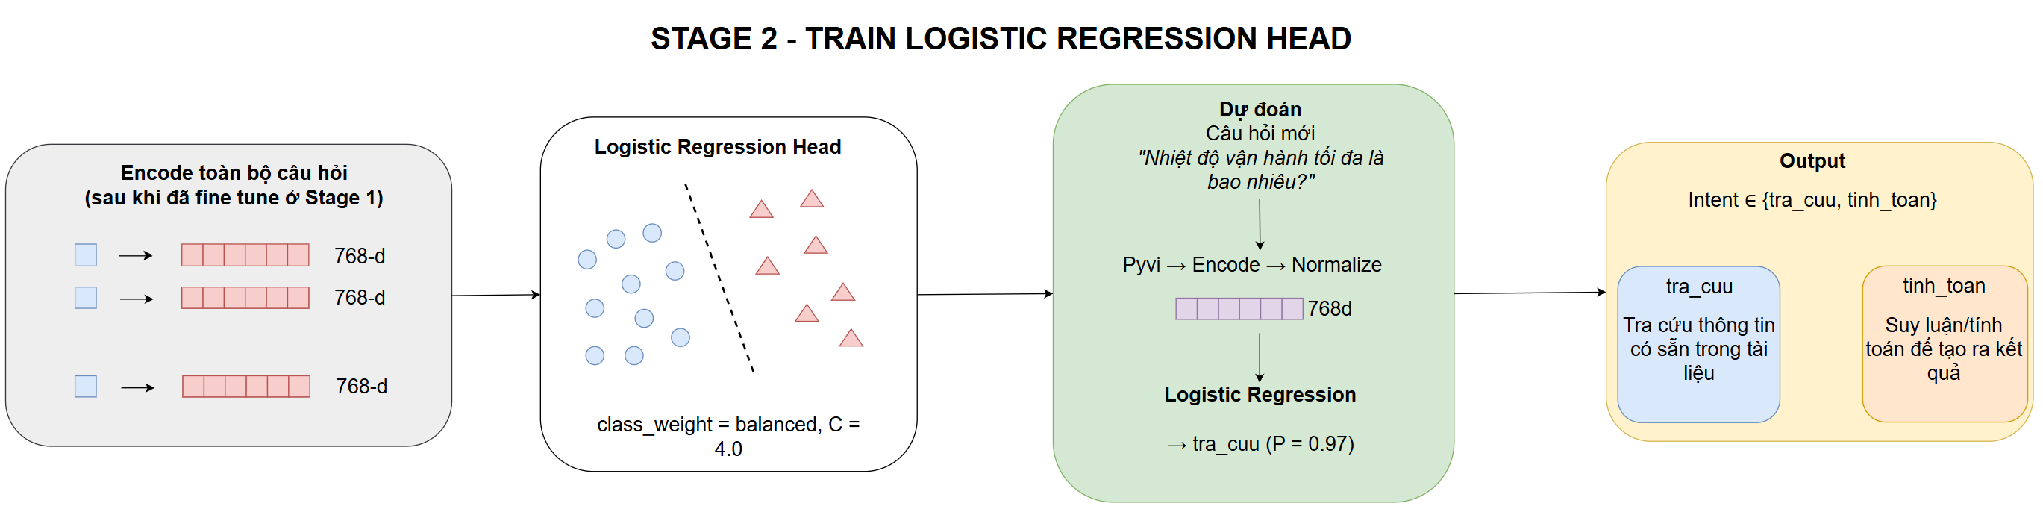 STAGE 2 - TRAIN LOGISTIC REGRESSION HEAD
Encode toàn bộ câu hỏi
(sau khi đã fine tune ở Stage 1)
768-d
768-d
768-d
Logistic Regression Head
class_weight = balanced, C =
4.0
Dự đoán
Câu hỏi mới
"Nhiệt độ vận hành tối đa là
bao nhiêu?"
Pyvi → Encode → Normalize
768d
Logistic Regression
→ tra_cuu (P = 0.97)
Output
Intent ∈ {tra_cuu, tinh_toan}
tra_cuu
Tra cứu thông tin
có sẵn trong tài
liệu
tinh_toan
Suy luận/tính
toán để tạo ra kết
quả